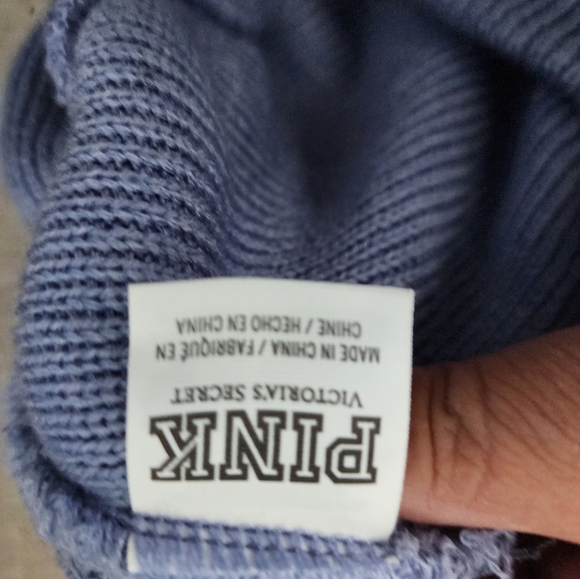 PINK
VICTORIA'S SECRET
MADE IN CHINA / FABRIQUÉ EN
CHINE / HECHO EN CHINA